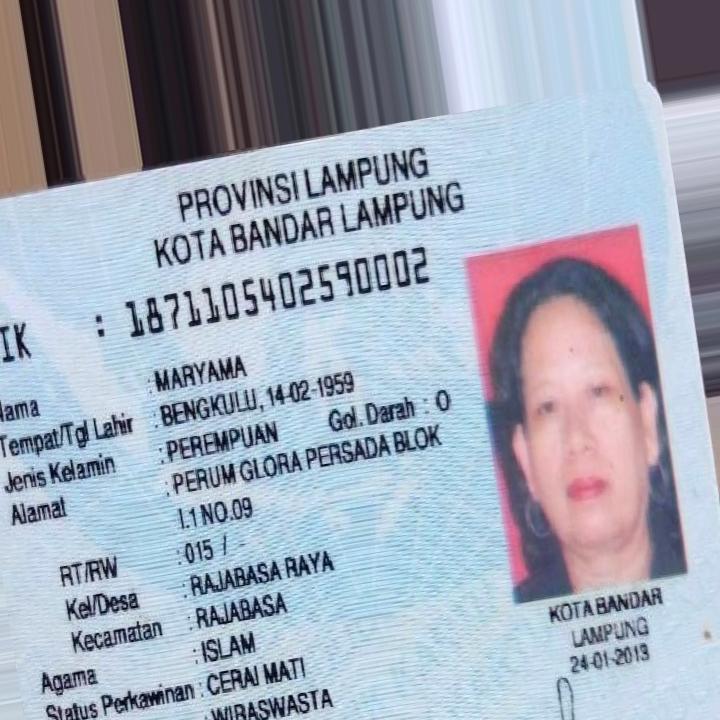 PROVINSI LAMPUNG
KOTA BANDAR LAMPUNG
IK : 1871105402590002
Nama : MARYAMA
Tempat/Tgl Lahir : BENGKULU, 14-02-1959
Jenis Kelamin : PEREMPUAN Gol. Darah : O
Alamat : PERUM GLORA PERSADA BLOK
I.1 NO.09
RT/RW : 015 / -
Kel/Desa : RAJABASA RAYA
Kecamatan : RAJABASA
Agama : ISLAM
Status Perkawinan : CERAI MATI
: WIRASWASTA
KOTA BANDAR
LAMPUNG
24-01-2013